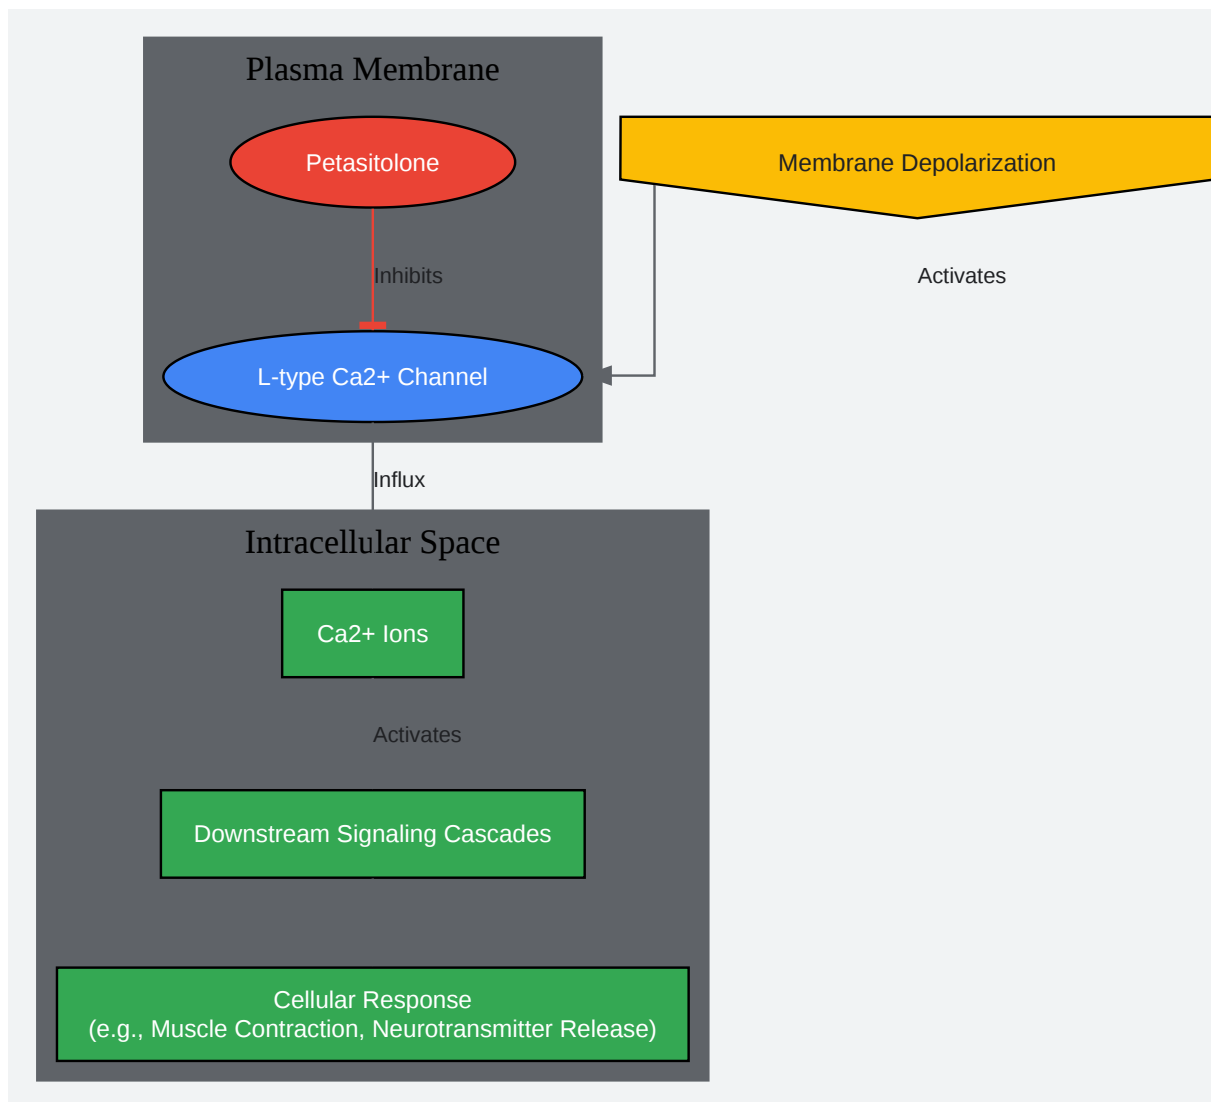 Plasma Membrane
Petasitolone
Membrane Depolarization
Inhibits
Activates
L-type Ca2+ Channel
Influx
Intracellular Space
Ca2+ Ions
Activates
Downstream Signaling Cascades
Cellular Response
(e.g., Muscle Contraction, Neurotransmitter Release)